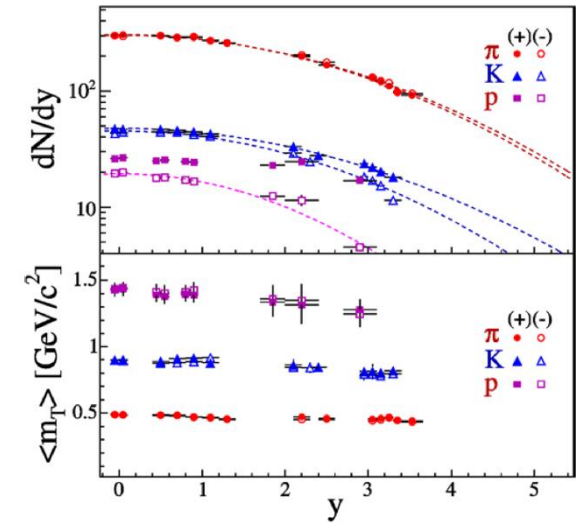 dN/dy
10²
10
(+)(-)
π
K
p
<m_T> [GeV/c²]
1.5
1
0.5
(+)(-)
π
K
p
0 1 2 3 4 5
y